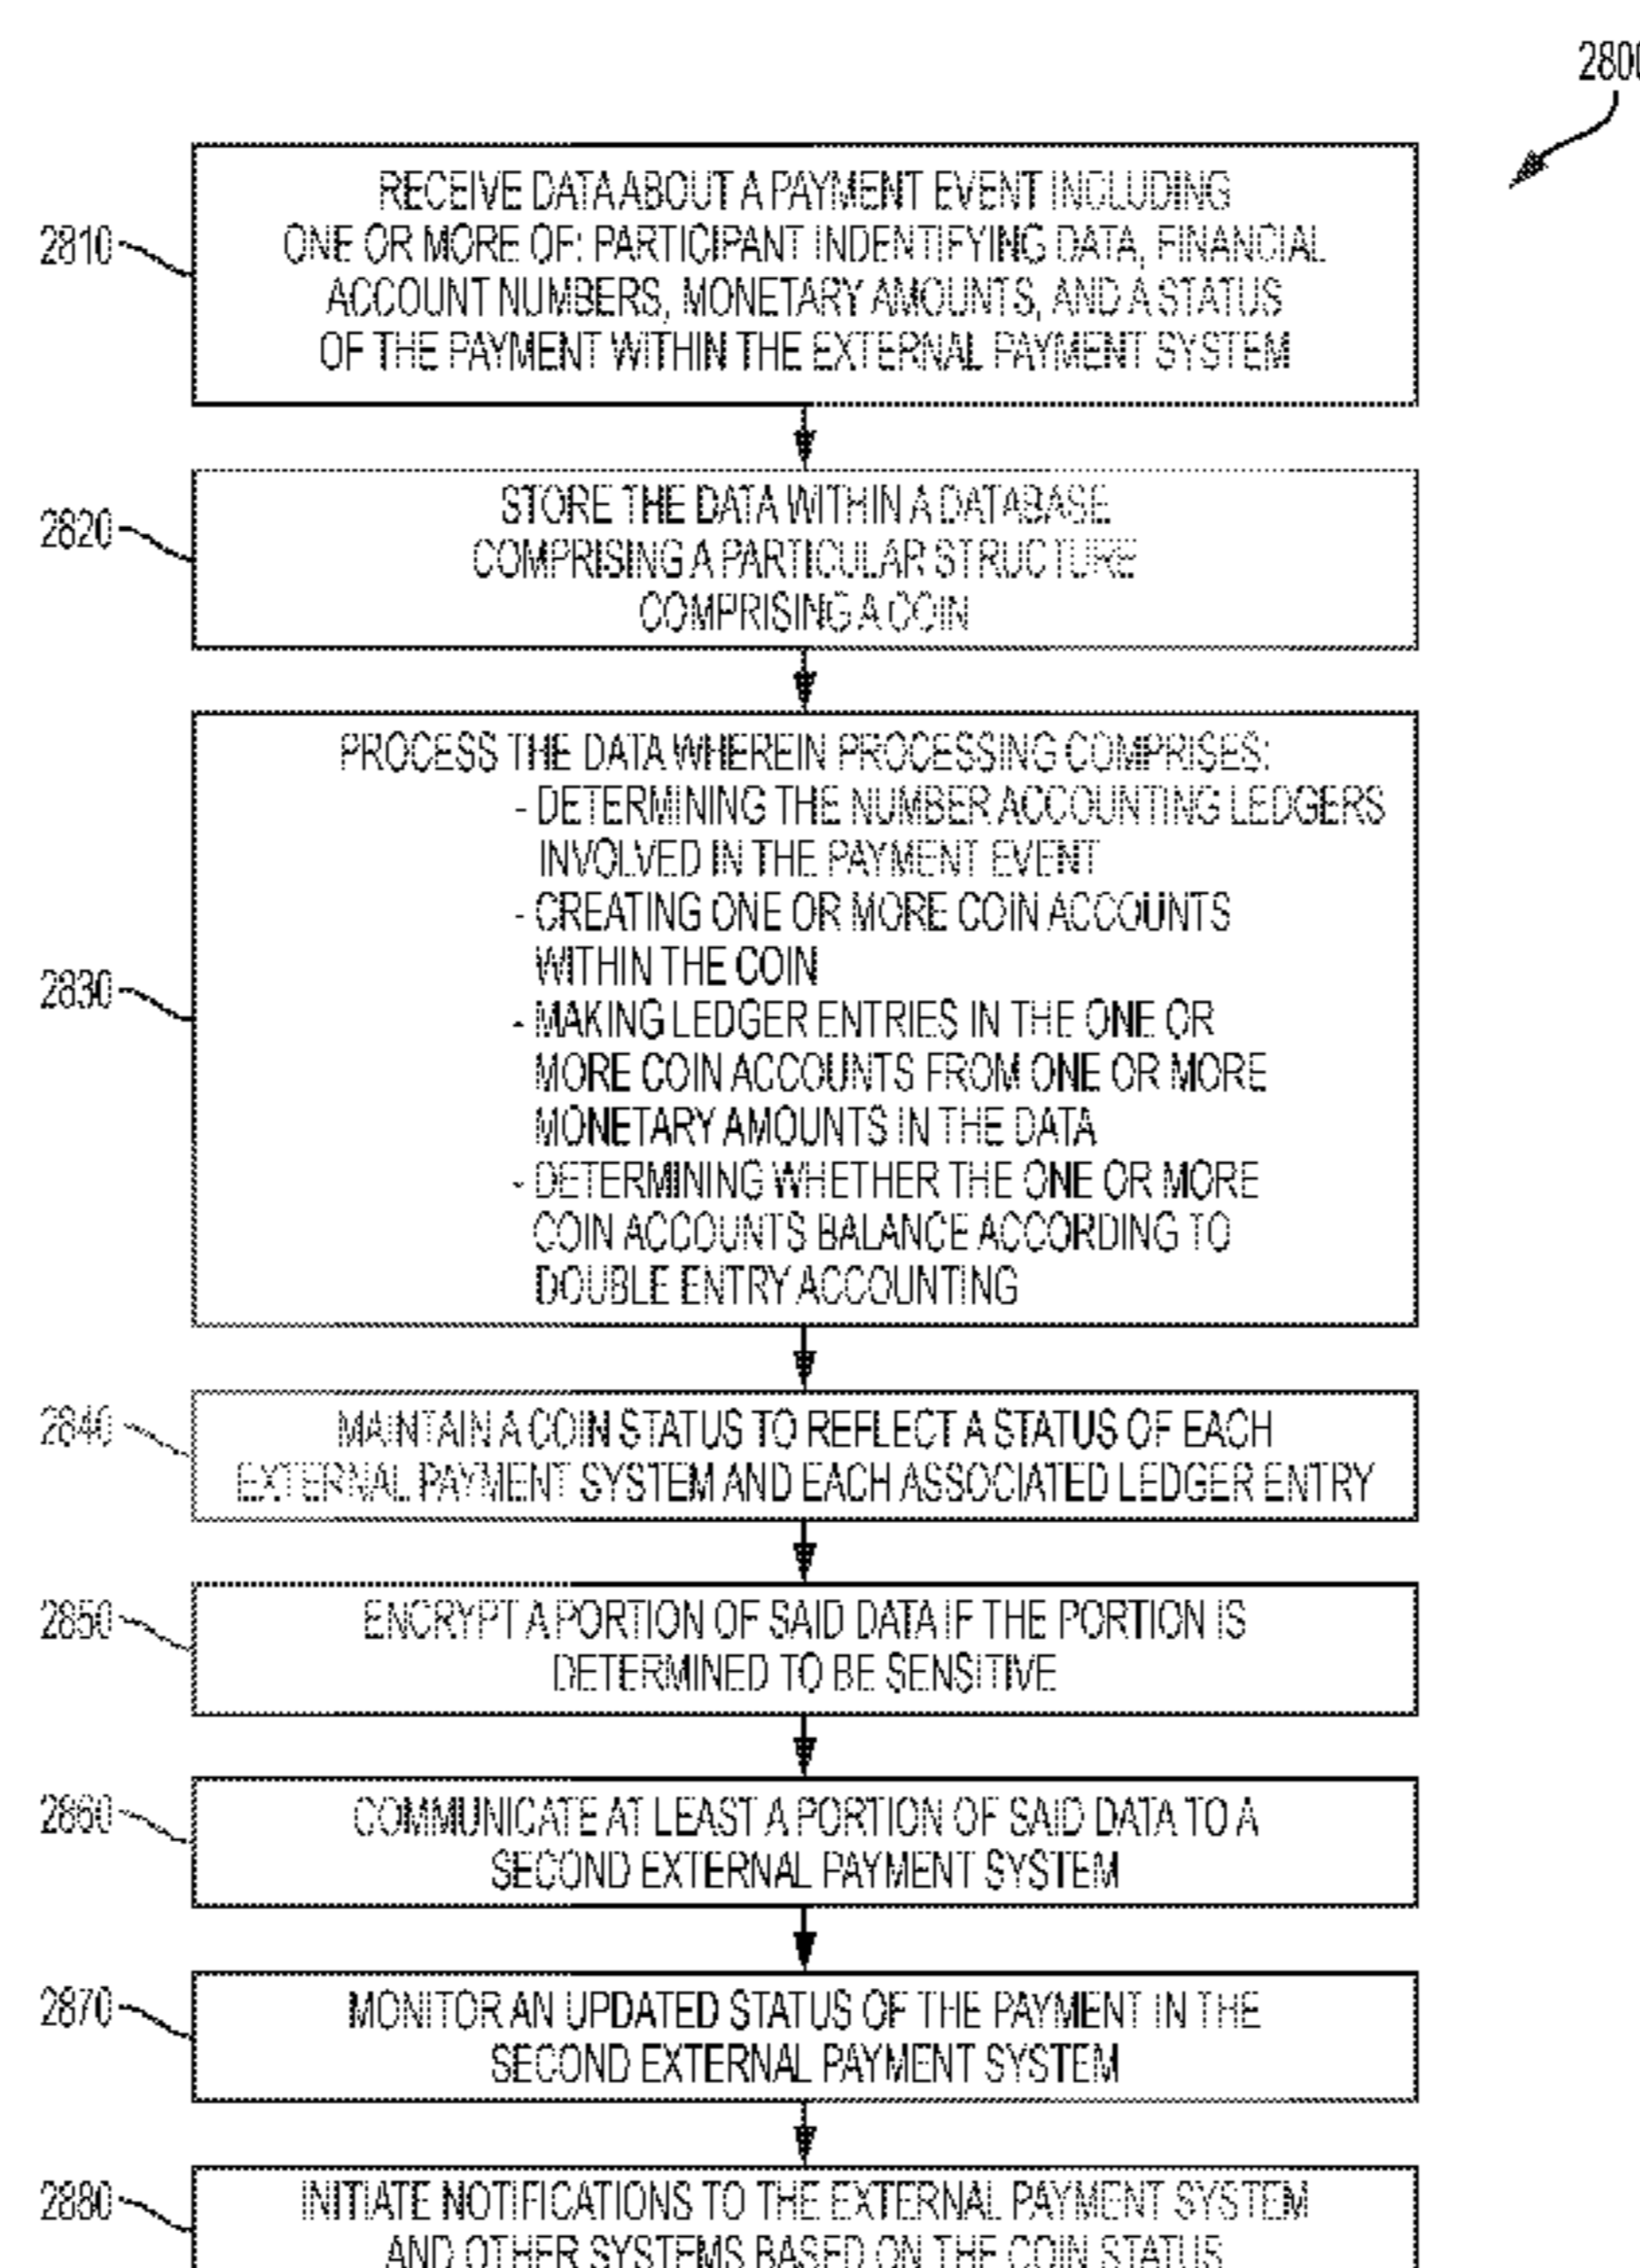 2800
2810
RECEIVE DATA ABOUT A PAYMENT EVENT INCLUDING
ONE OR MORE OF: PARTICIPANT INDENTIFYING DATA, FINANCIAL
ACCOUNT NUMBERS, MONETARY AMOUNTS, AND A STATUS
OF THE PAYMENT WITHIN THE EXTERNAL PAYMENT SYSTEM
2820
STORE THE DATA WITHIN A DATABASE
COMPRISING A PARTICULAR STRUCTURE
COMPRISING A COIN
2830
PROCESS THE DATA WHEREIN PROCESSING COMPRISES:
- DETERMINING THE NUMBER ACCOUNTING LEDGERS
INVOLVED IN THE PAYMENT EVENT
- CREATING ONE OR MORE COIN ACCOUNTS
WITHIN THE COIN
- MAKING LEDGER ENTRIES IN THE ONE OR
MORE COIN ACCOUNTS FROM ONE OR MORE
MONETARY AMOUNTS IN THE DATA
- DETERMINING WHETHER THE ONE OR MORE
COIN ACCOUNTS BALANCE ACCORDING TO
DOUBLE ENTRY ACCOUNTING
2840
MAINTAIN A COIN STATUS TO REFLECT A STATUS OF EACH
EXTERNAL PAYMENT SYSTEM AND EACH ASSOCIATED LEDGER ENTRY
2850
ENCRYPT A PORTION OF SAID DATA IF THE PORTION IS
DETERMINED TO BE SENSITIVE
2860
COMMUNICATE AT LEAST A PORTION OF SAID DATA TO A
SECOND EXTERNAL PAYMENT SYSTEM
2870
MONITOR AN UPDATED STATUS OF THE PAYMENT IN THE
SECOND EXTERNAL PAYMENT SYSTEM
2880
INITIATE NOTIFICATIONS TO THE EXTERNAL PAYMENT SYSTEM
AND OTHER SYSTEMS BASED ON THE COIN STATUS